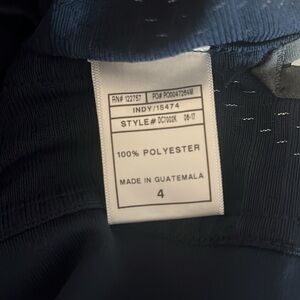 RN# 122757 PO# PO0047264M
INDY/15474
STYLE# DC7002K 06-17
100% POLYESTER
MADE IN GUATEMALA
4